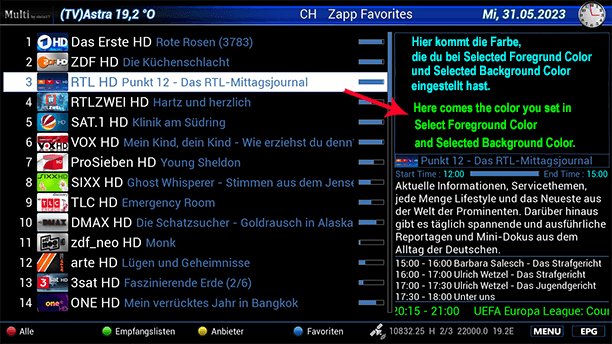 Multi (TV)Astra 19,2 °O CH Zapp Favorites Mi, 31.05.2023
1 Das Erste HD Rote Rosen (3783)
2 ZDF HD Die Küchenschlacht
3 RTL HD Punkt 12 - Das RTL-Mittagsjournal
4 RTLZWEI HD Hartz und herzlich
5 SAT.1 HD Klinik am Südring
6 VOX HD Mein Kind, dein Kind - Wie erziehst du denn?
7 ProSieben HD Young Sheldon
8 SIXX HD Ghost Whisperer - Stimmen aus dem Jense
9 TLC HD Emergency Room
10 DMAX HD Die Schatzsucher - Goldrausch in Alaska
11 zdf_neo HD Monk
12 arte HD Lügen und Geheimnisse
13 3sat HD Faszinierende Erde (2/6)
14 ONE HD Mein verrücktes Jahr in Bangkok
Hier kommt die Farbe,
die du bei Selected Foregrund Color
und Selected Background Color
eingestellt hast.
Here comes the color you set in
Select Foreground Color
and Selected Background Color.
Punkt 12 - Das RTL-Mittagsjournal
Start Time : 12:00 End Time : 15:00
Aktuelle Informationen, Servicethemen,
jede Menge Lifestyle und das Neueste aus
der Welt der Prominenten. Darüber hinaus
gibt es täglich spannende und ausführliche
Reportagen und Mini-Dokus aus dem
Alltag der Deutschen.
15:00 - 16:00 Barbara Salesch - Das Strafgericht
16:00 - 17:00 Ulrich Wetzel - Das Strafgericht
17:00 - 17:30 Ulrich Wetzel - Das Jugendgericht
17:30 - 18:00 Unter uns
20:15 - 21:00 UEFA Europa League: Cou
Alle Empfangslisten Anbieter Favoriten 10832.25 H 2/3 22000.0 19.2E MENU EPG